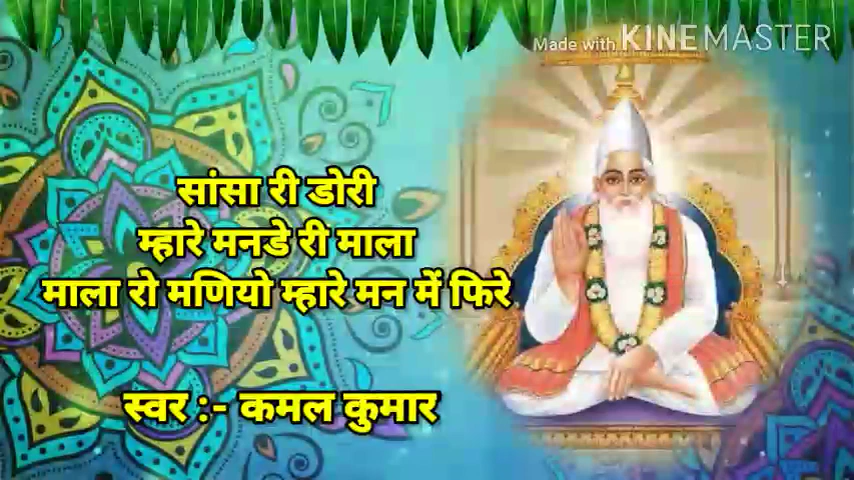 Made with KINEMASTER
सांसा री डोरी
म्हारे मनडे री माला
माला रो मणियो म्हारे मन में फिरे
स्वर :- कमल कुमार